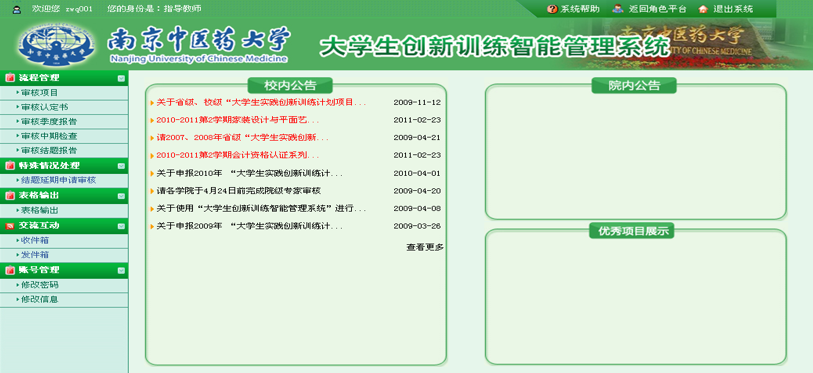 欢迎您 zwq001 您的身份是：指导教师
系统帮助 返回角色平台 退出系统
南京中医药大学
Nanjing University of Chinese Medicine
大学生创新训练智能管理系统
南京中医药大学
UNIVERSITY OF CHINESE MEDICINE
流程管理
审核项目
审核认定书
审核季度报告
审核中期检查
审核结题报告
特殊情况处理
结题延期申请审核
表格输出
表格输出
交流互动
收件箱
发件箱
账号管理
修改密码
修改信息
校内公告
关于省级、校级“大学生实践创新训练计划项目... 2009-11-12
2010-2011第2学期家装设计与平面艺... 2011-02-23
请2007、2008年省级“大学生实践创新... 2009-04-21
2010-2011第2学期会计资格认证系列... 2011-02-23
关于申报2010年 “大学生实践创新训练计... 2010-04-01
请各学院于4月24日前完成院级专家审核 2009-04-20
关于使用“大学生创新训练智能管理系统”进行... 2009-04-08
关于申报2009年 “大学生实践创新训练计... 2009-03-26
查看更多
院内公告
优秀项目展示